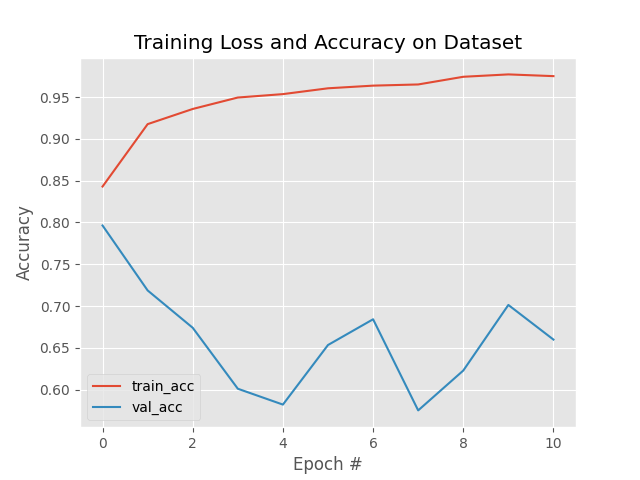 Training Loss and Accuracy on Dataset
Accuracy
0.95
0.90
0.85
0.80
0.75
0.70
0.65
0.60
train_acc
val_acc
0 2 4 6 8 10
Epoch #